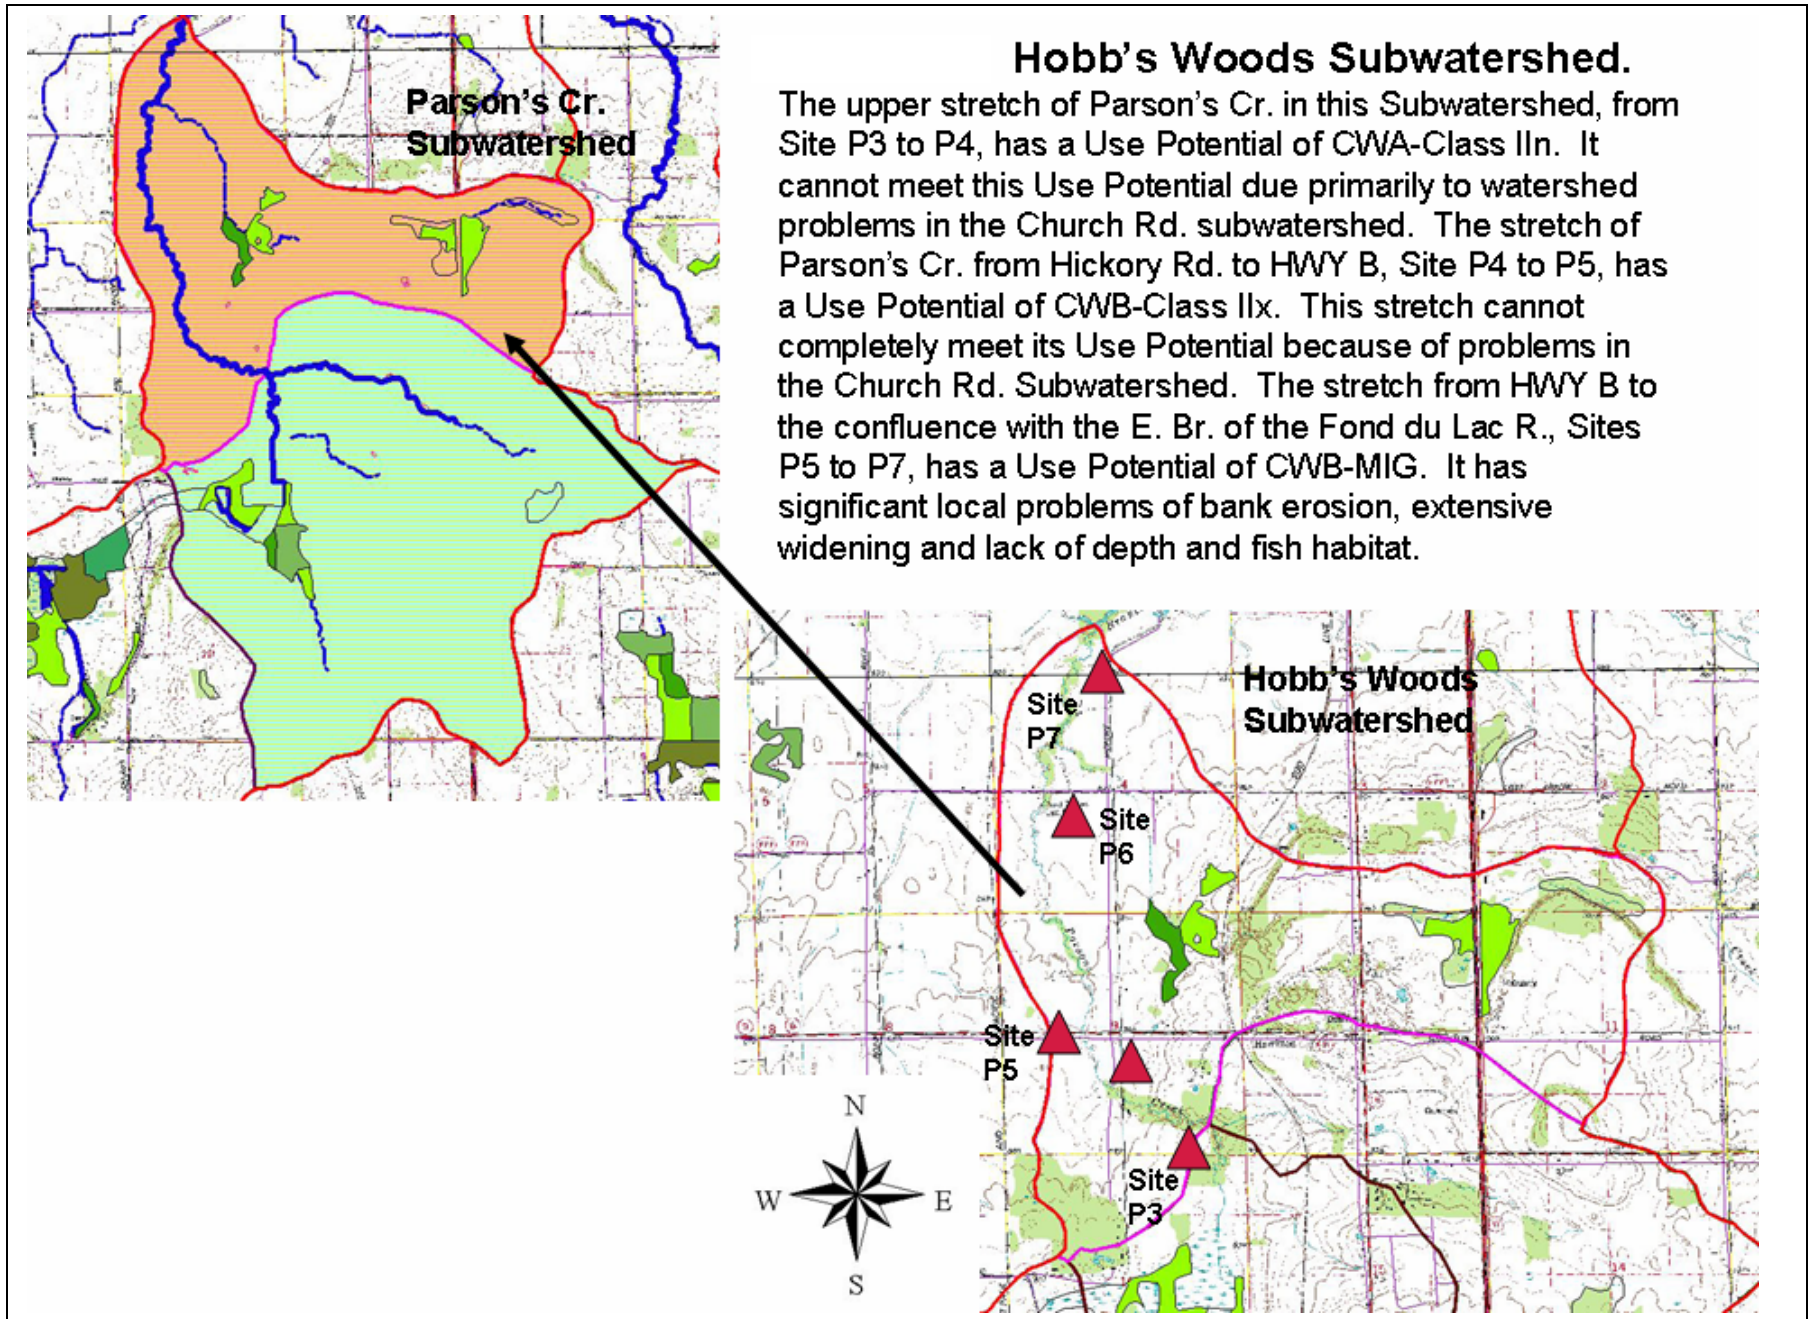 Parson's Cr.
Subwatershed
Hobb's Woods Subwatershed.
The upper stretch of Parson's Cr. in this Subwatershed, from
Site P3 to P4, has a Use Potential of CWA-Class IIn.  It
cannot meet this Use Potential due primarily to watershed
problems in the Church Rd. subwatershed.  The stretch of
Parson's Cr. from Hickory Rd. to HWY B, Site P4 to P5, has
a Use Potential of CWB-Class IIx.  This stretch cannot
completely meet its Use Potential because of problems in
the Church Rd. Subwatershed.  The stretch from HWY B to
the confluence with the E. Br. of the Fond du Lac R., Sites
P5 to P7, has a Use Potential of CWB-MIG.  It has
significant local problems of bank erosion, extensive
widening and lack of depth and fish habitat.
Hobb's Woods
Subwatershed
Site
P7
Site
P6
Site
P5
Site
P3
N
W
E
S